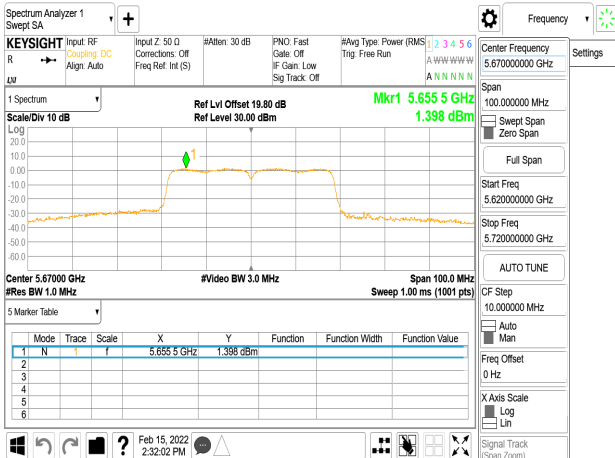 Spectrum Analyzer 1
Swept SA
Frequency
Settings
KEYSIGHT
R
Input: RF
Coupling: DC
Align: Auto
Input Z: 50 Ω
Corrections: Off
Freq Ref: Int (S)
#Atten: 30 dB
PNO: Fast
Gate: Off
IF Gain: Low
Sig Track: Off
#Avg Type: Power (RMS
Trig: Free Run
1 2 3 4 5 6
A W W W W W
A N N N N N
1 Spectrum
Scale/Div 10 dB
Ref Lvl Offset 19.80 dB
Ref Level 30.00 dBm
Mkr1 5.655 5 GHz
1.398 dBm
Log
20.0
10.0
0.00
-10.0
-20.0
-30.0
-40.0
-50.0
-60.0
1
Center 5.67000 GHz
#Res BW 1.0 MHz
#Video BW 3.0 MHz
Span 100.0 MHz
Sweep 1.00 ms (1001 pts)
5 Marker Table
Mode Trace Scale X Y Function Function Width Function Value
1 N 1 f 5.655 5 GHz 1.398 dBm
2
3
4
5
6
Feb 15, 2022
2:32:02 PM
?
Center Frequency
5.670000000 GHz
Span
100.000000 MHz
Swept Span
Zero Span
Full Span
Start Freq
5.620000000 GHz
Stop Freq
5.720000000 GHz
AUTO TUNE
CF Step
10.000000 MHz
Auto
Man
Freq Offset
0 Hz
X Axis Scale
Log
Lin
Signal Track
(Span Zoom)